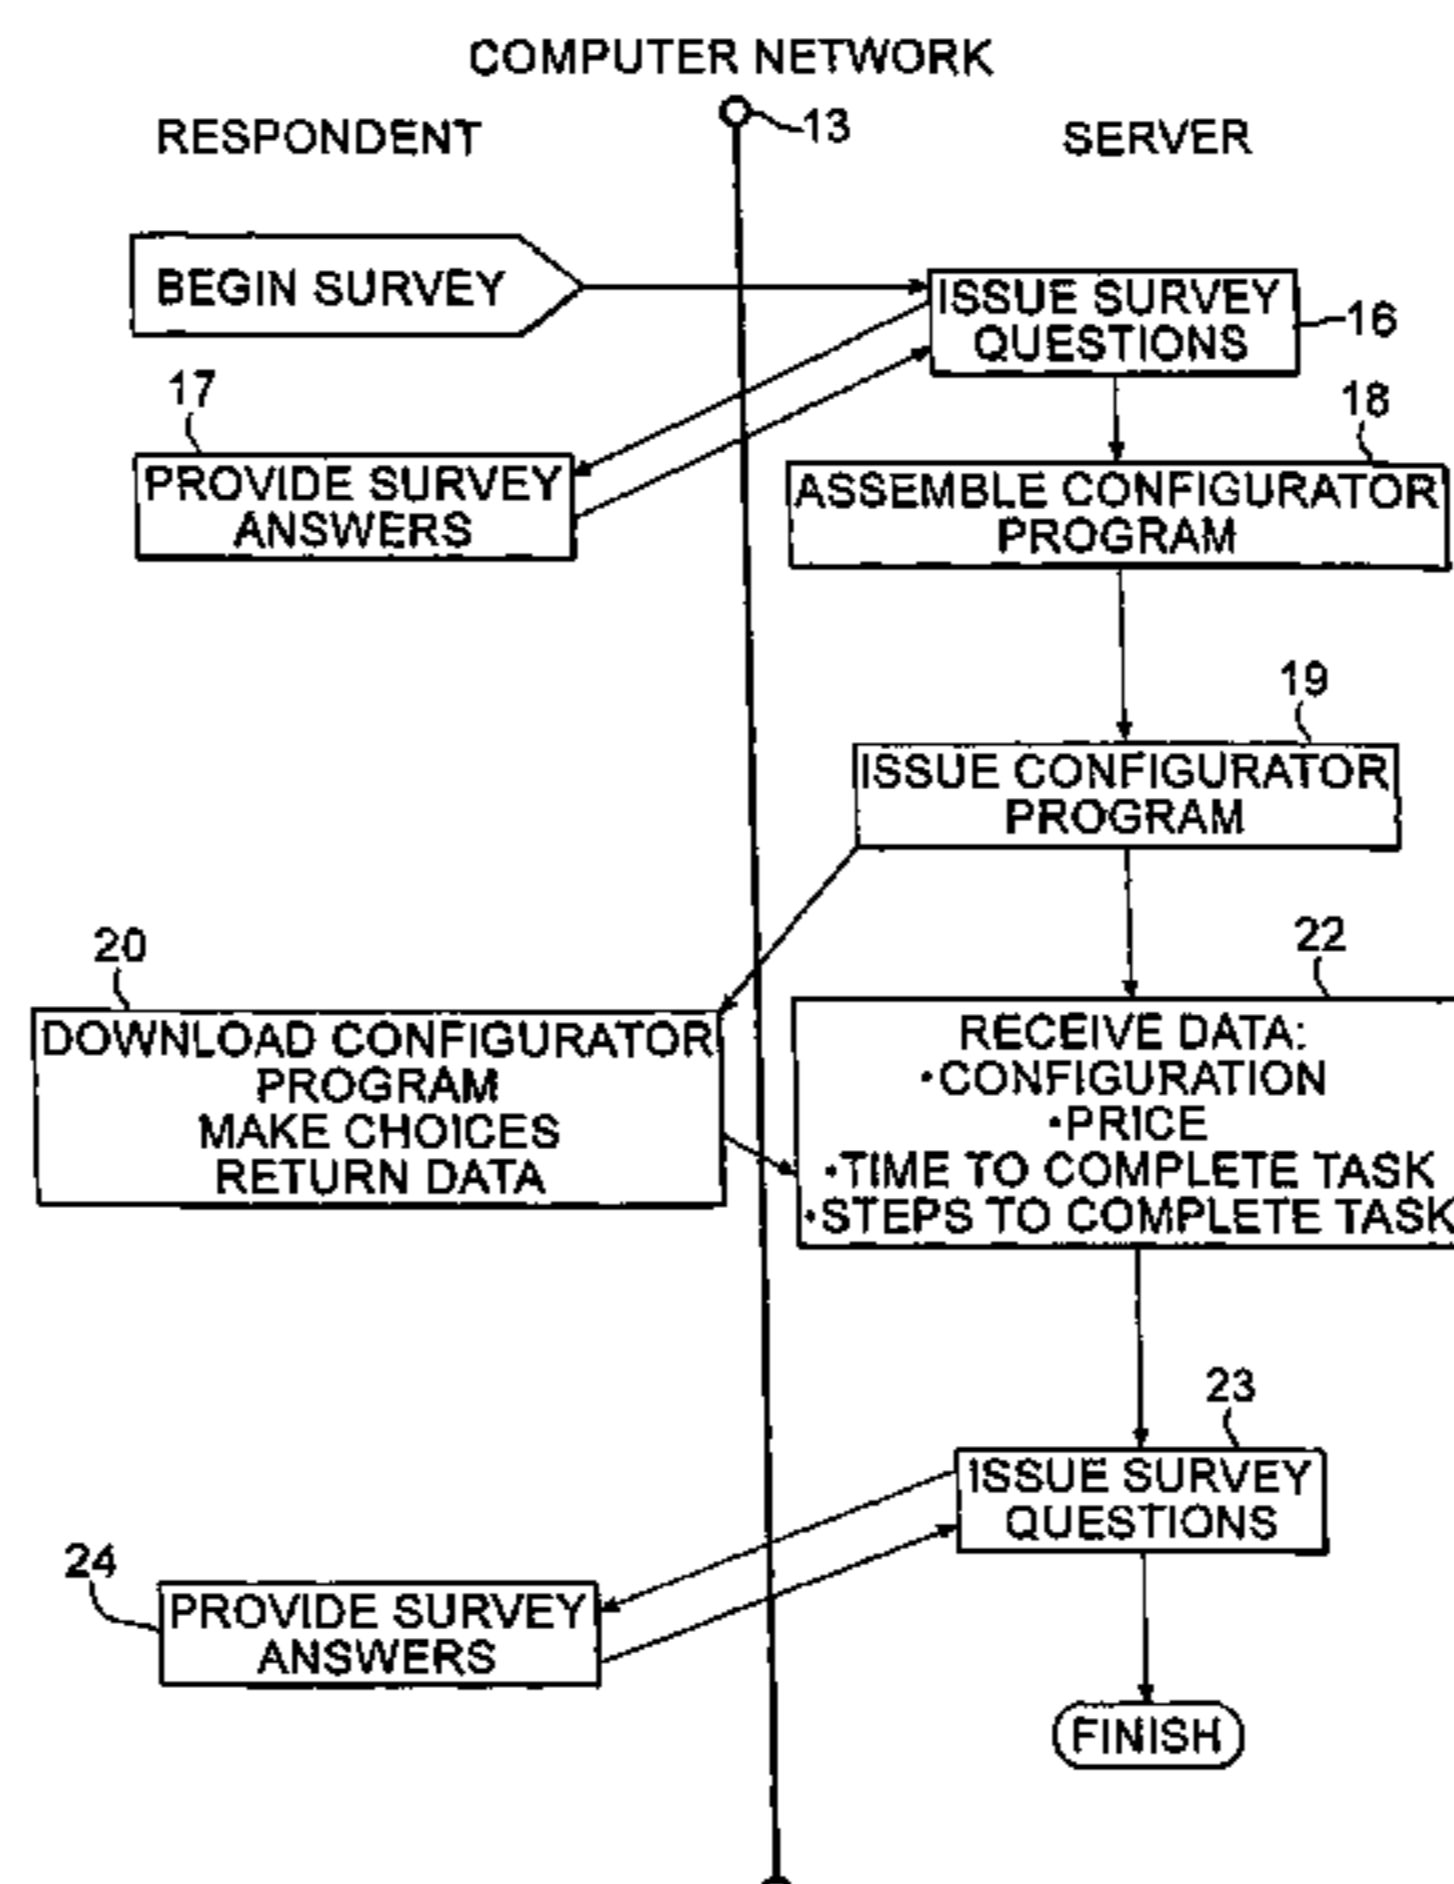 COMPUTER NETWORK
13
RESPONDENT
SERVER
BEGIN SURVEY
ISSUE SURVEY
QUESTIONS
16
17
PROVIDE SURVEY
ANSWERS
18
ASSEMBLE CONFIGURATOR
PROGRAM
19
ISSUE CONFIGURATOR
PROGRAM
20
DOWNLOAD CONFIGURATOR
PROGRAM
MAKE CHOICES
RETURN DATA
22
RECEIVE DATA:
•CONFIGURATION
•PRICE
•TIME TO COMPLETE TASK
•STEPS TO COMPLETE TASK
23
ISSUE SURVEY
QUESTIONS
24
PROVIDE SURVEY
ANSWERS
FINISH